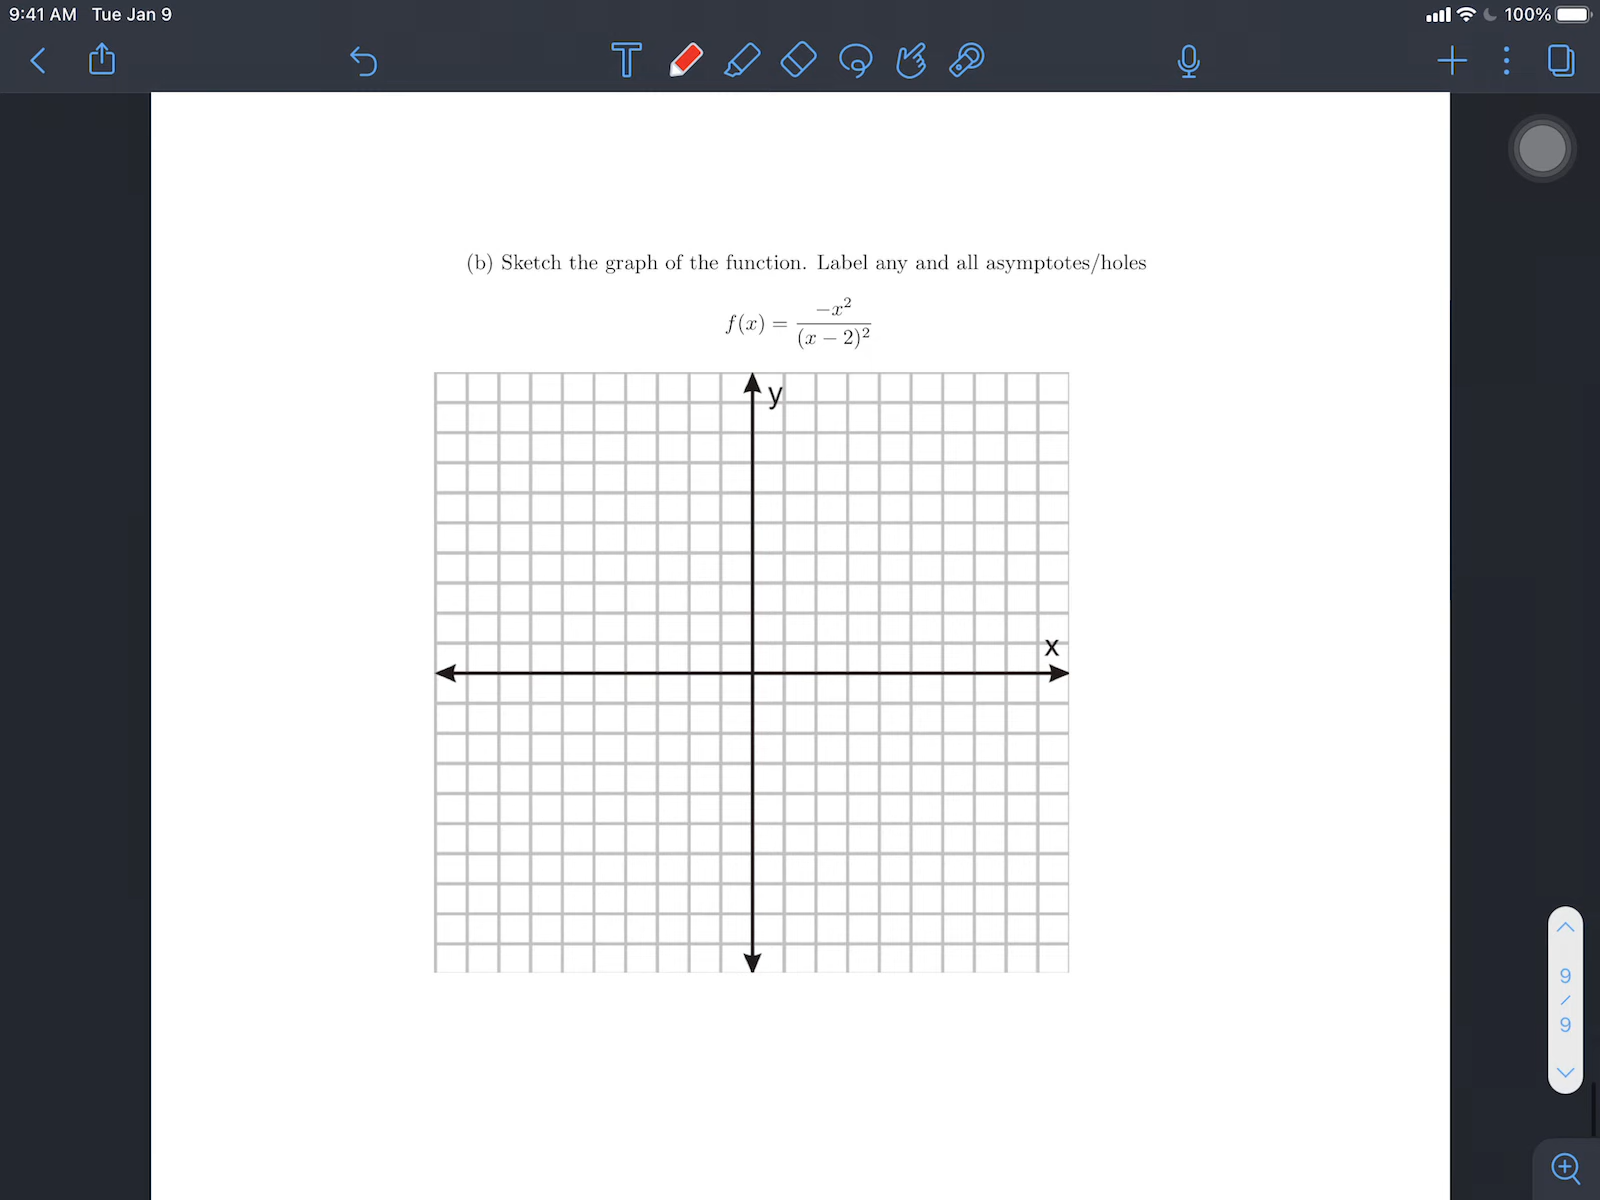 9:41 AM Tue Jan 9
100%
(b) Sketch the graph of the function. Label any and all asymptotes/holes
f(x) = −x² / (x − 2)²
y
x
9
/
9